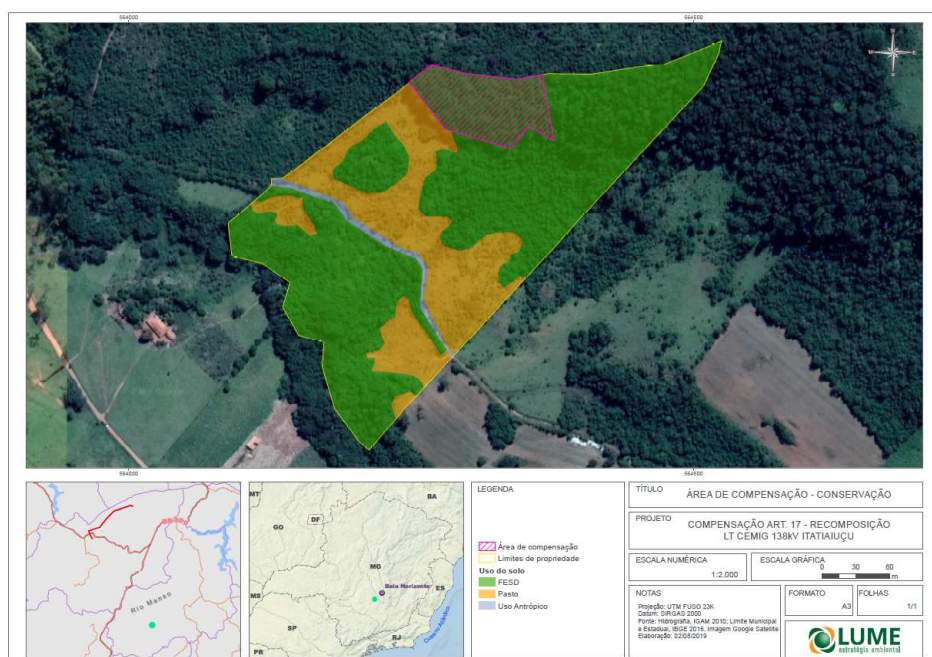 564000
564500
564000
564500
Rio Manso
MT
BA
GO
DF
MG
Belo Horizonte
ES
SP
RJ
PR
Oceano Atlântico
LEGENDA
Área de compensação
Limites de propriedade
Uso do solo
FESD
Pasto
Uso Antrópico
TÍTULO
ÁREA DE COMPENSAÇÃO - CONSERVAÇÃO
PROJETO
COMPENSAÇÃO ART. 17 - RECOMPOSIÇÃO
LT CEMIG 138kV ITATIAIUÇU
ESCALA NUMÉRICA
1:2.000
ESCALA GRÁFICA
0 30 60
m
NOTAS
Projeção: UTM FUSO 23K
Datum: SIRGAS 2000
Fonte: Hidrografia, IGAM 2010; Limite Municipal
e Estadual, IBGE 2016. Imagem Google Satellite
Elaboração: 02/08/2019
FORMATO
A3
FOLHAS
1/1
LUME
estratégia ambiental